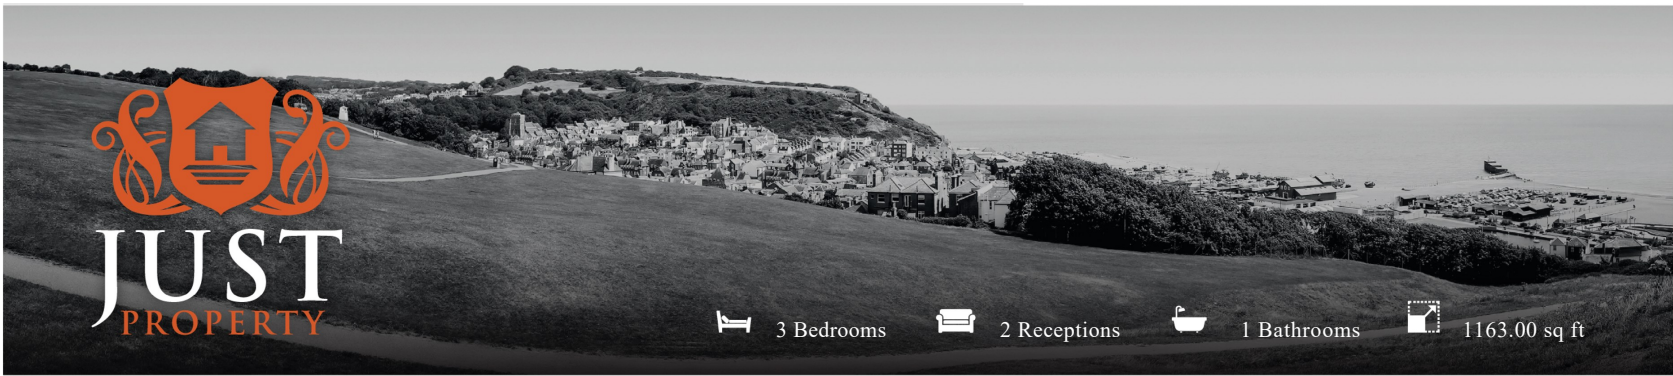 JUST
PROPERTY
3 Bedrooms
2 Receptions
1 Bathrooms
1163.00 sq ft